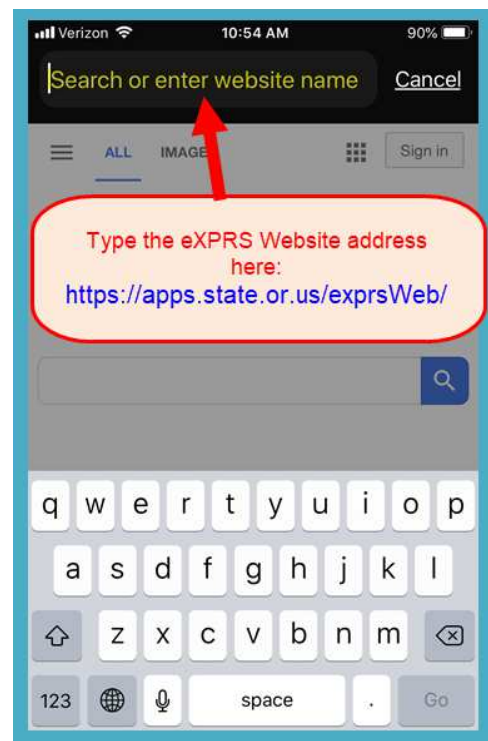 Verizon 10:54 AM 90%
Search or enter website name Cancel
ALL IMAGE Sign in
Type the eXPRS Website address
here:
https://apps.state.or.us/exprsWeb/
q w e r t y u i o p
a s d f g h j k l
z x c v b n m
123 space . Go